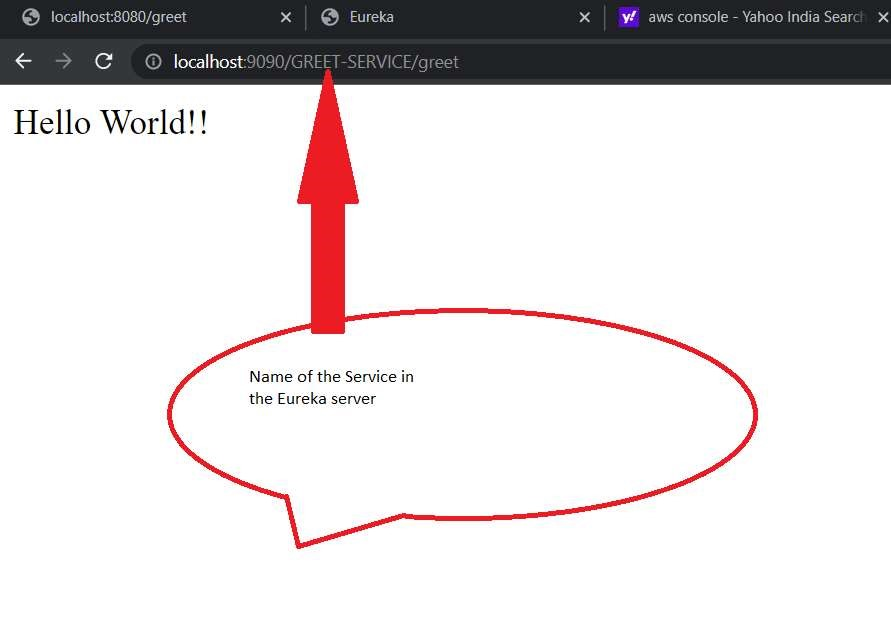 localhost:8080/greet
Eureka
y!
aws console - Yahoo India Search
localhost:9090/GREET-SERVICE/greet
Hello World!!
Name of the Service in
the Eureka server